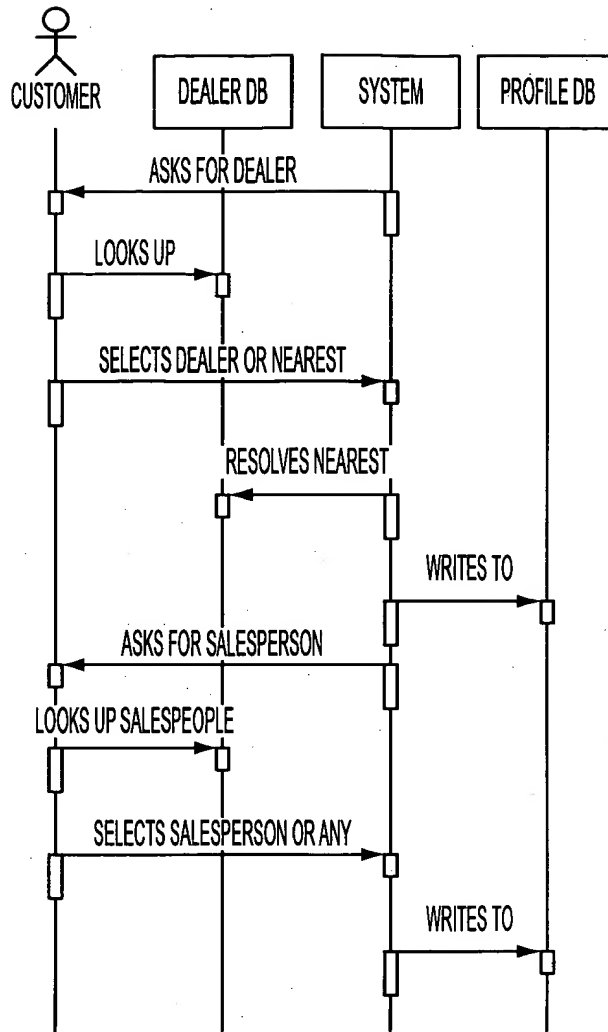 CUSTOMER
DEALER DB
SYSTEM
PROFILE DB
ASKS FOR DEALER
LOOKS UP
SELECTS DEALER OR NEAREST
RESOLVES NEAREST
WRITES TO
ASKS FOR SALESPERSON
LOOKS UP SALESPEOPLE
SELECTS SALESPERSON OR ANY
WRITES TO